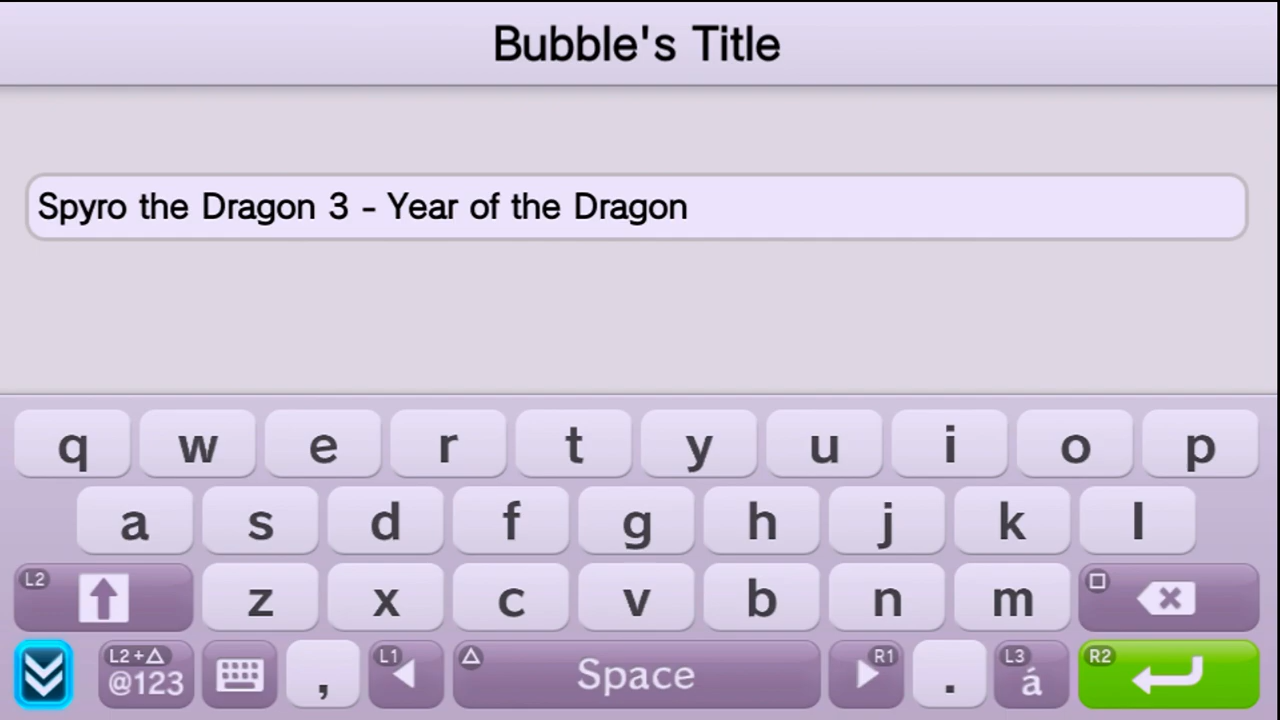 Bubble's Title
Spyro the Dragon 3 - Year of the Dragon
q w e r t y u i o p
a s d f g h j k l
L2 z x c v b n m
L2+△ @123 , L1 △ Space R1 . L3 á R2